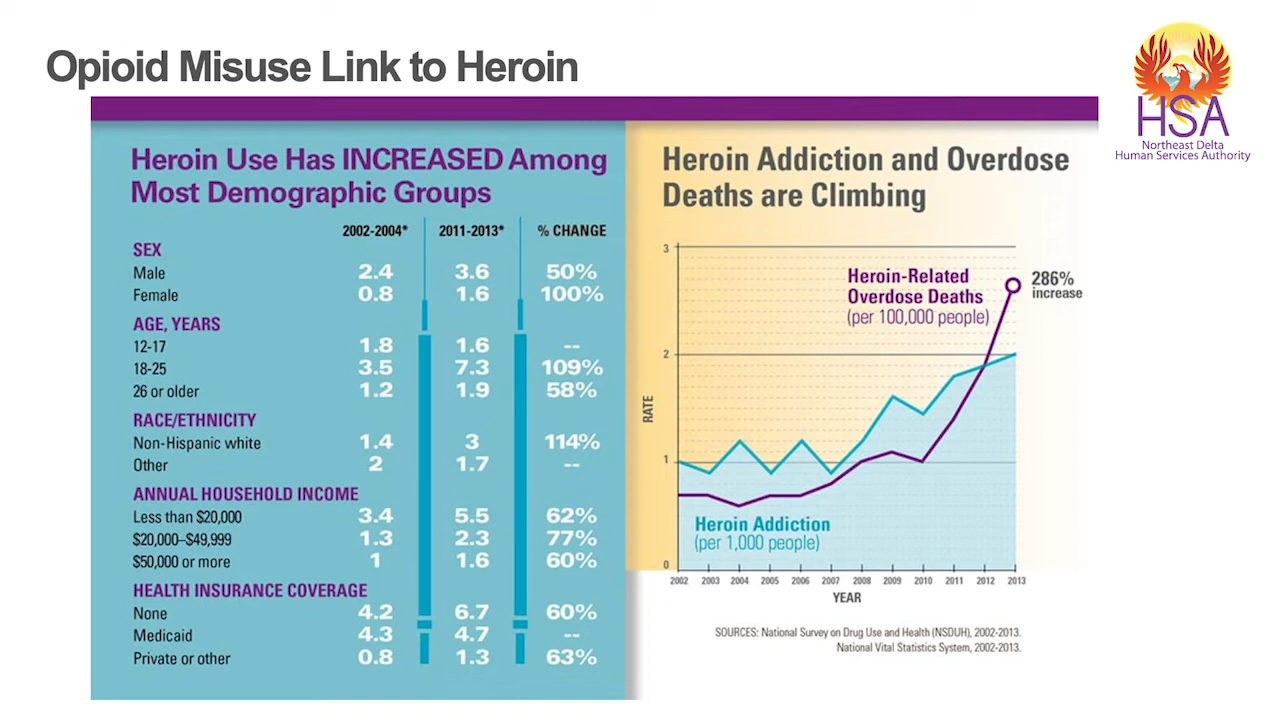 Opioid Misuse Link to Heroin
HSA
Northeast Delta
Human Services Authority
Heroin Use Has INCREASED Among
Most Demographic Groups
2002-2004* 2011-2013* % CHANGE
SEX
Male 2.4 3.6 50%
Female 0.8 1.6 100%
AGE, YEARS
12-17 1.8 1.6 --
18-25 3.5 7.3 109%
26 or older 1.2 1.9 58%
RACE/ETHNICITY
Non-Hispanic white 1.4 3 114%
Other 2 1.7 --
ANNUAL HOUSEHOLD INCOME
Less than $20,000 3.4 5.5 62%
$20,000–$49,999 1.3 2.3 77%
$50,000 or more 1 1.6 60%
HEALTH INSURANCE COVERAGE
None 4.2 6.7 60%
Medicaid 4.3 4.7 --
Private or other 0.8 1.3 63%
Heroin Addiction and Overdose
Deaths are Climbing
3
2
1
0
RATE
Heroin-Related
Overdose Deaths
(per 100,000 people)
286%
increase
Heroin Addiction
(per 1,000 people)
2002 2003 2004 2005 2006 2007 2008 2009 2010 2011 2012 2013
YEAR
SOURCES: National Survey on Drug Use and Health (NSDUH), 2002-2013.
National Vital Statistics System, 2002-2013.